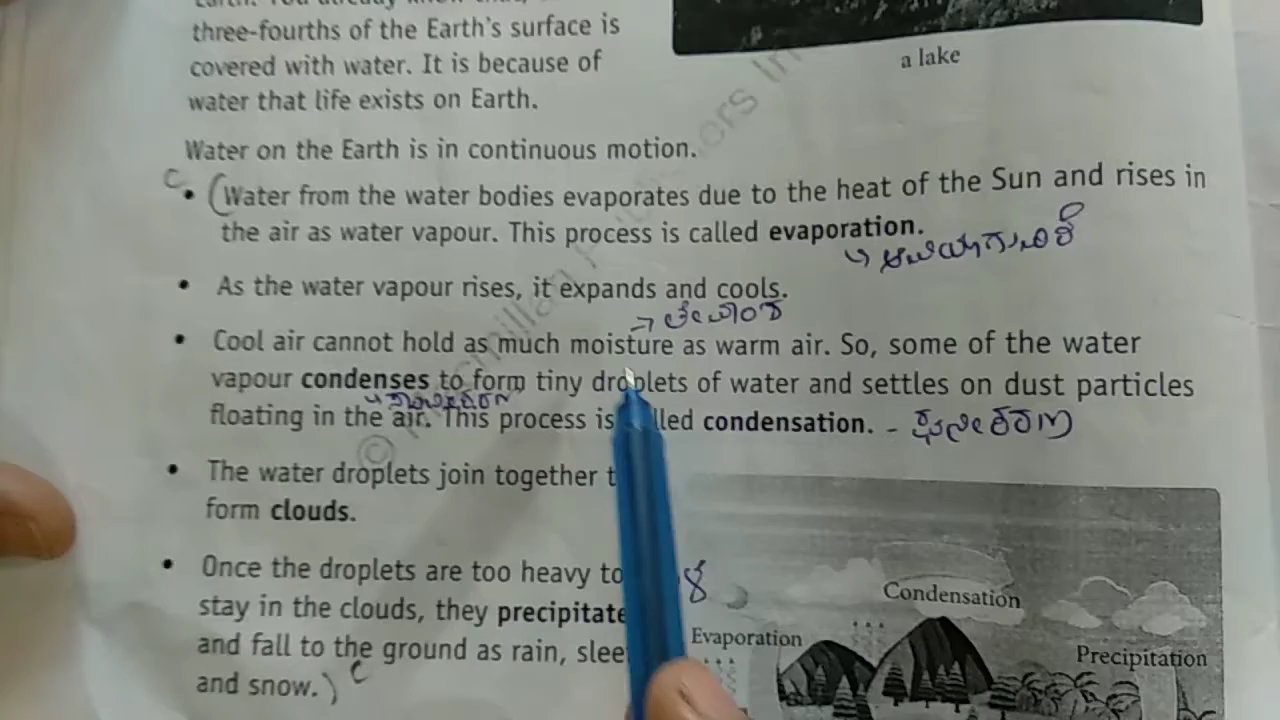 three-fourths of the Earth's surface is
covered with water. It is because of
water that life exists on Earth.
a lake
Water on the Earth is in continuous motion.
C
• (Water from the water bodies evaporates due to the heat of the Sun and rises in
the air as water vapour. This process is called evaporation.
• As the water vapour rises, it expands and cools.
• Cool air cannot hold as much moisture as warm air. So, some of the water
vapour condenses to form tiny droplets of water and settles on dust particles
floating in the air. This process is called condensation. -
• The water droplets join together
form clouds.
• Once the droplets are too heavy to
stay in the clouds, they precipitate
and fall to the ground as rain,
and snow.) C
Condensation
Evaporation
Precipitation